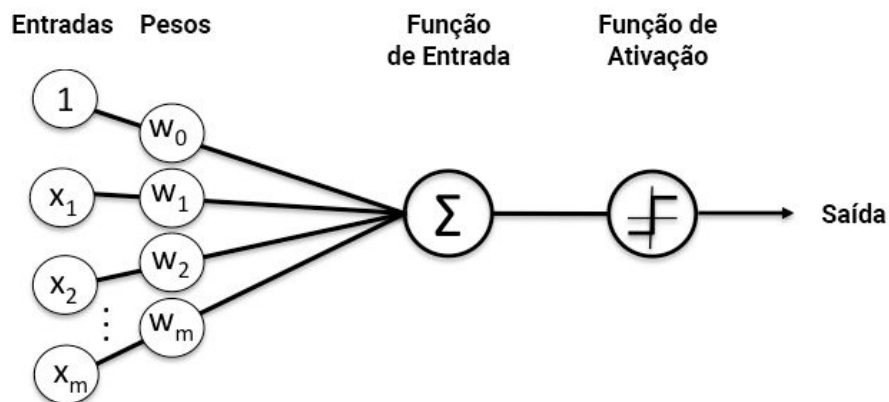 Entradas
Pesos
Função
de Entrada
Função de
Ativação
1
w₀
x₁
w₁
x₂
w₂
⋮
xₘ
wₘ
Σ
Saída